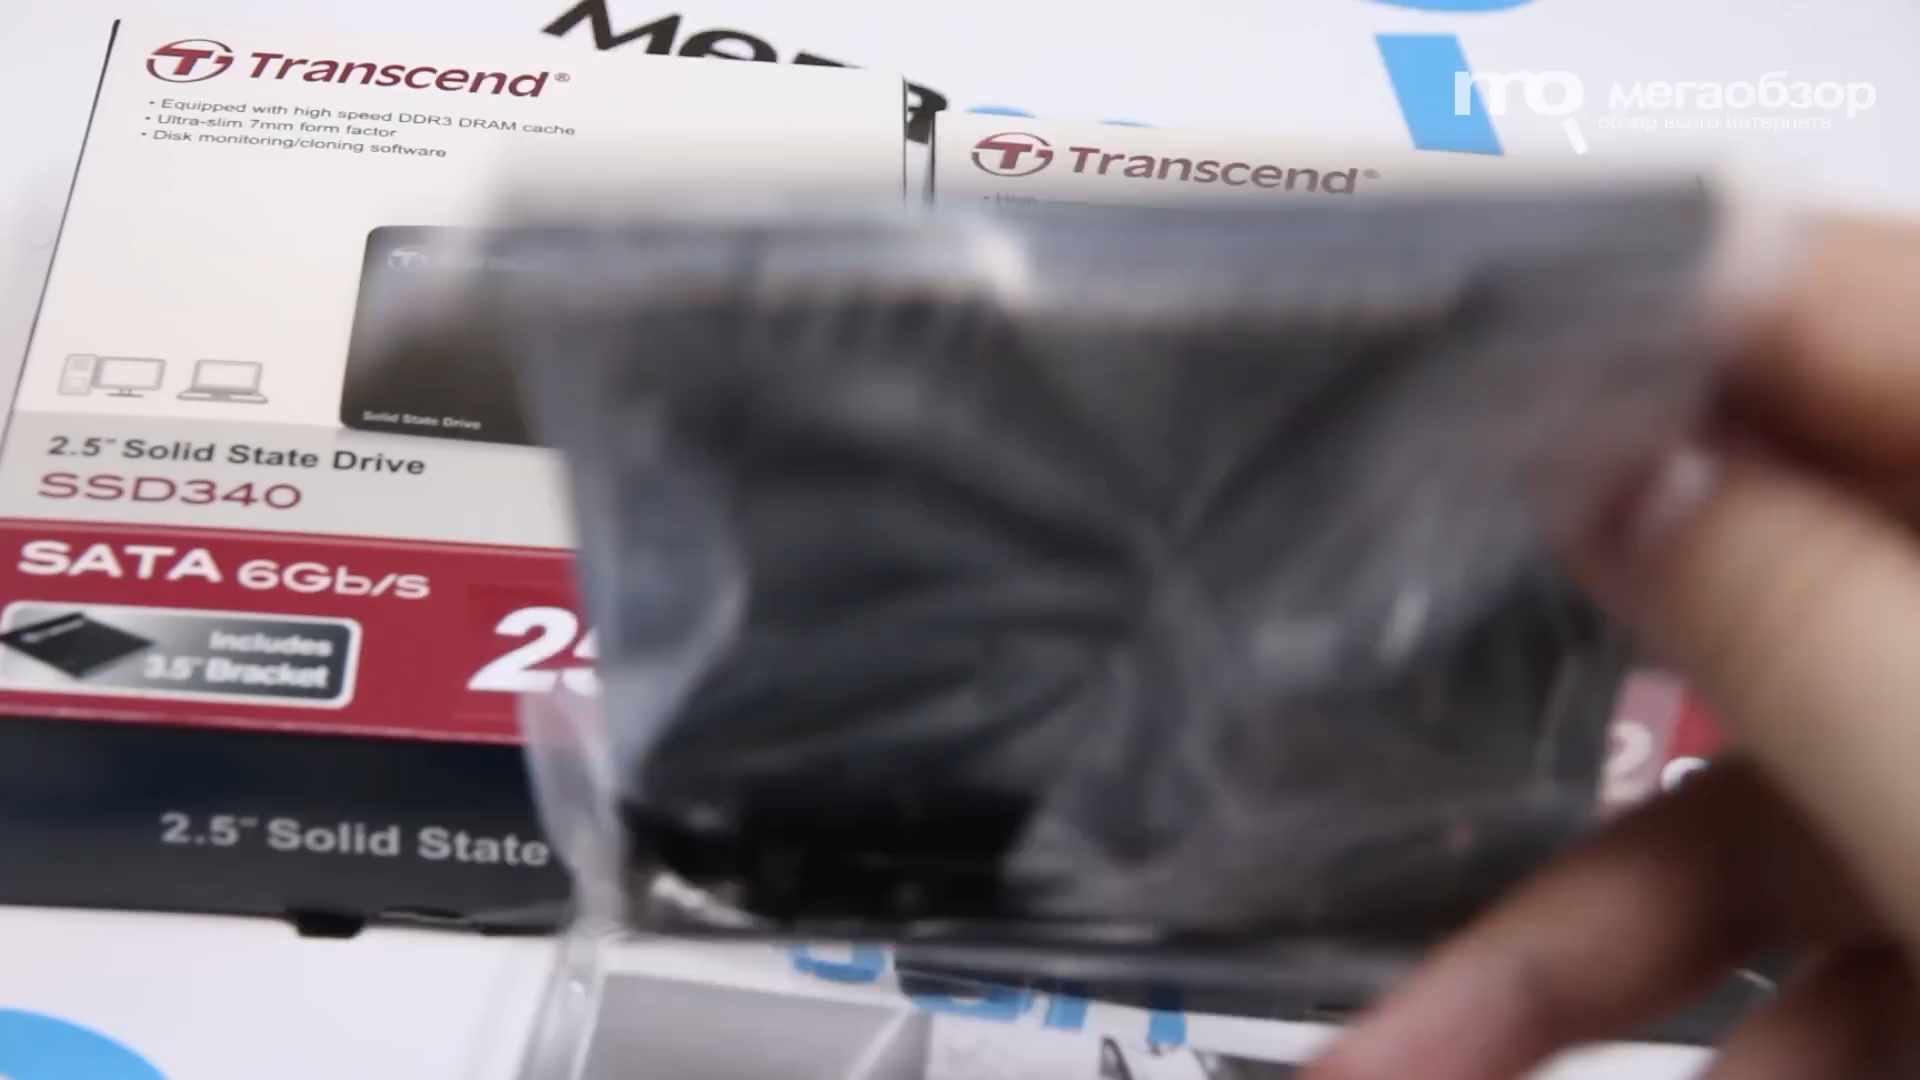 Transcend®
• Equipped with high speed DDR3 DRAM cache
• Ultra-slim 7mm form factor
• Disk monitoring/cloning software
Solid State Drive
2.5" Solid State Drive
SSD340
SATA 6Gb/s
Includes
3.5" Bracket
2.5" Solid State
Transcend®
мегаобзор
обзор всего интернета